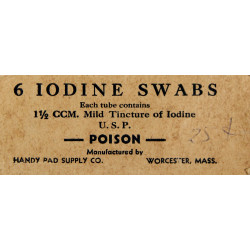 6 IODINE SWABS
Each tube contains
1½ CCM. Mild Tincture of Iodine
U. S. P.
— POISON —
Manufactured by
HANDY PAD SUPPLY CO. WORCESTER, MASS.